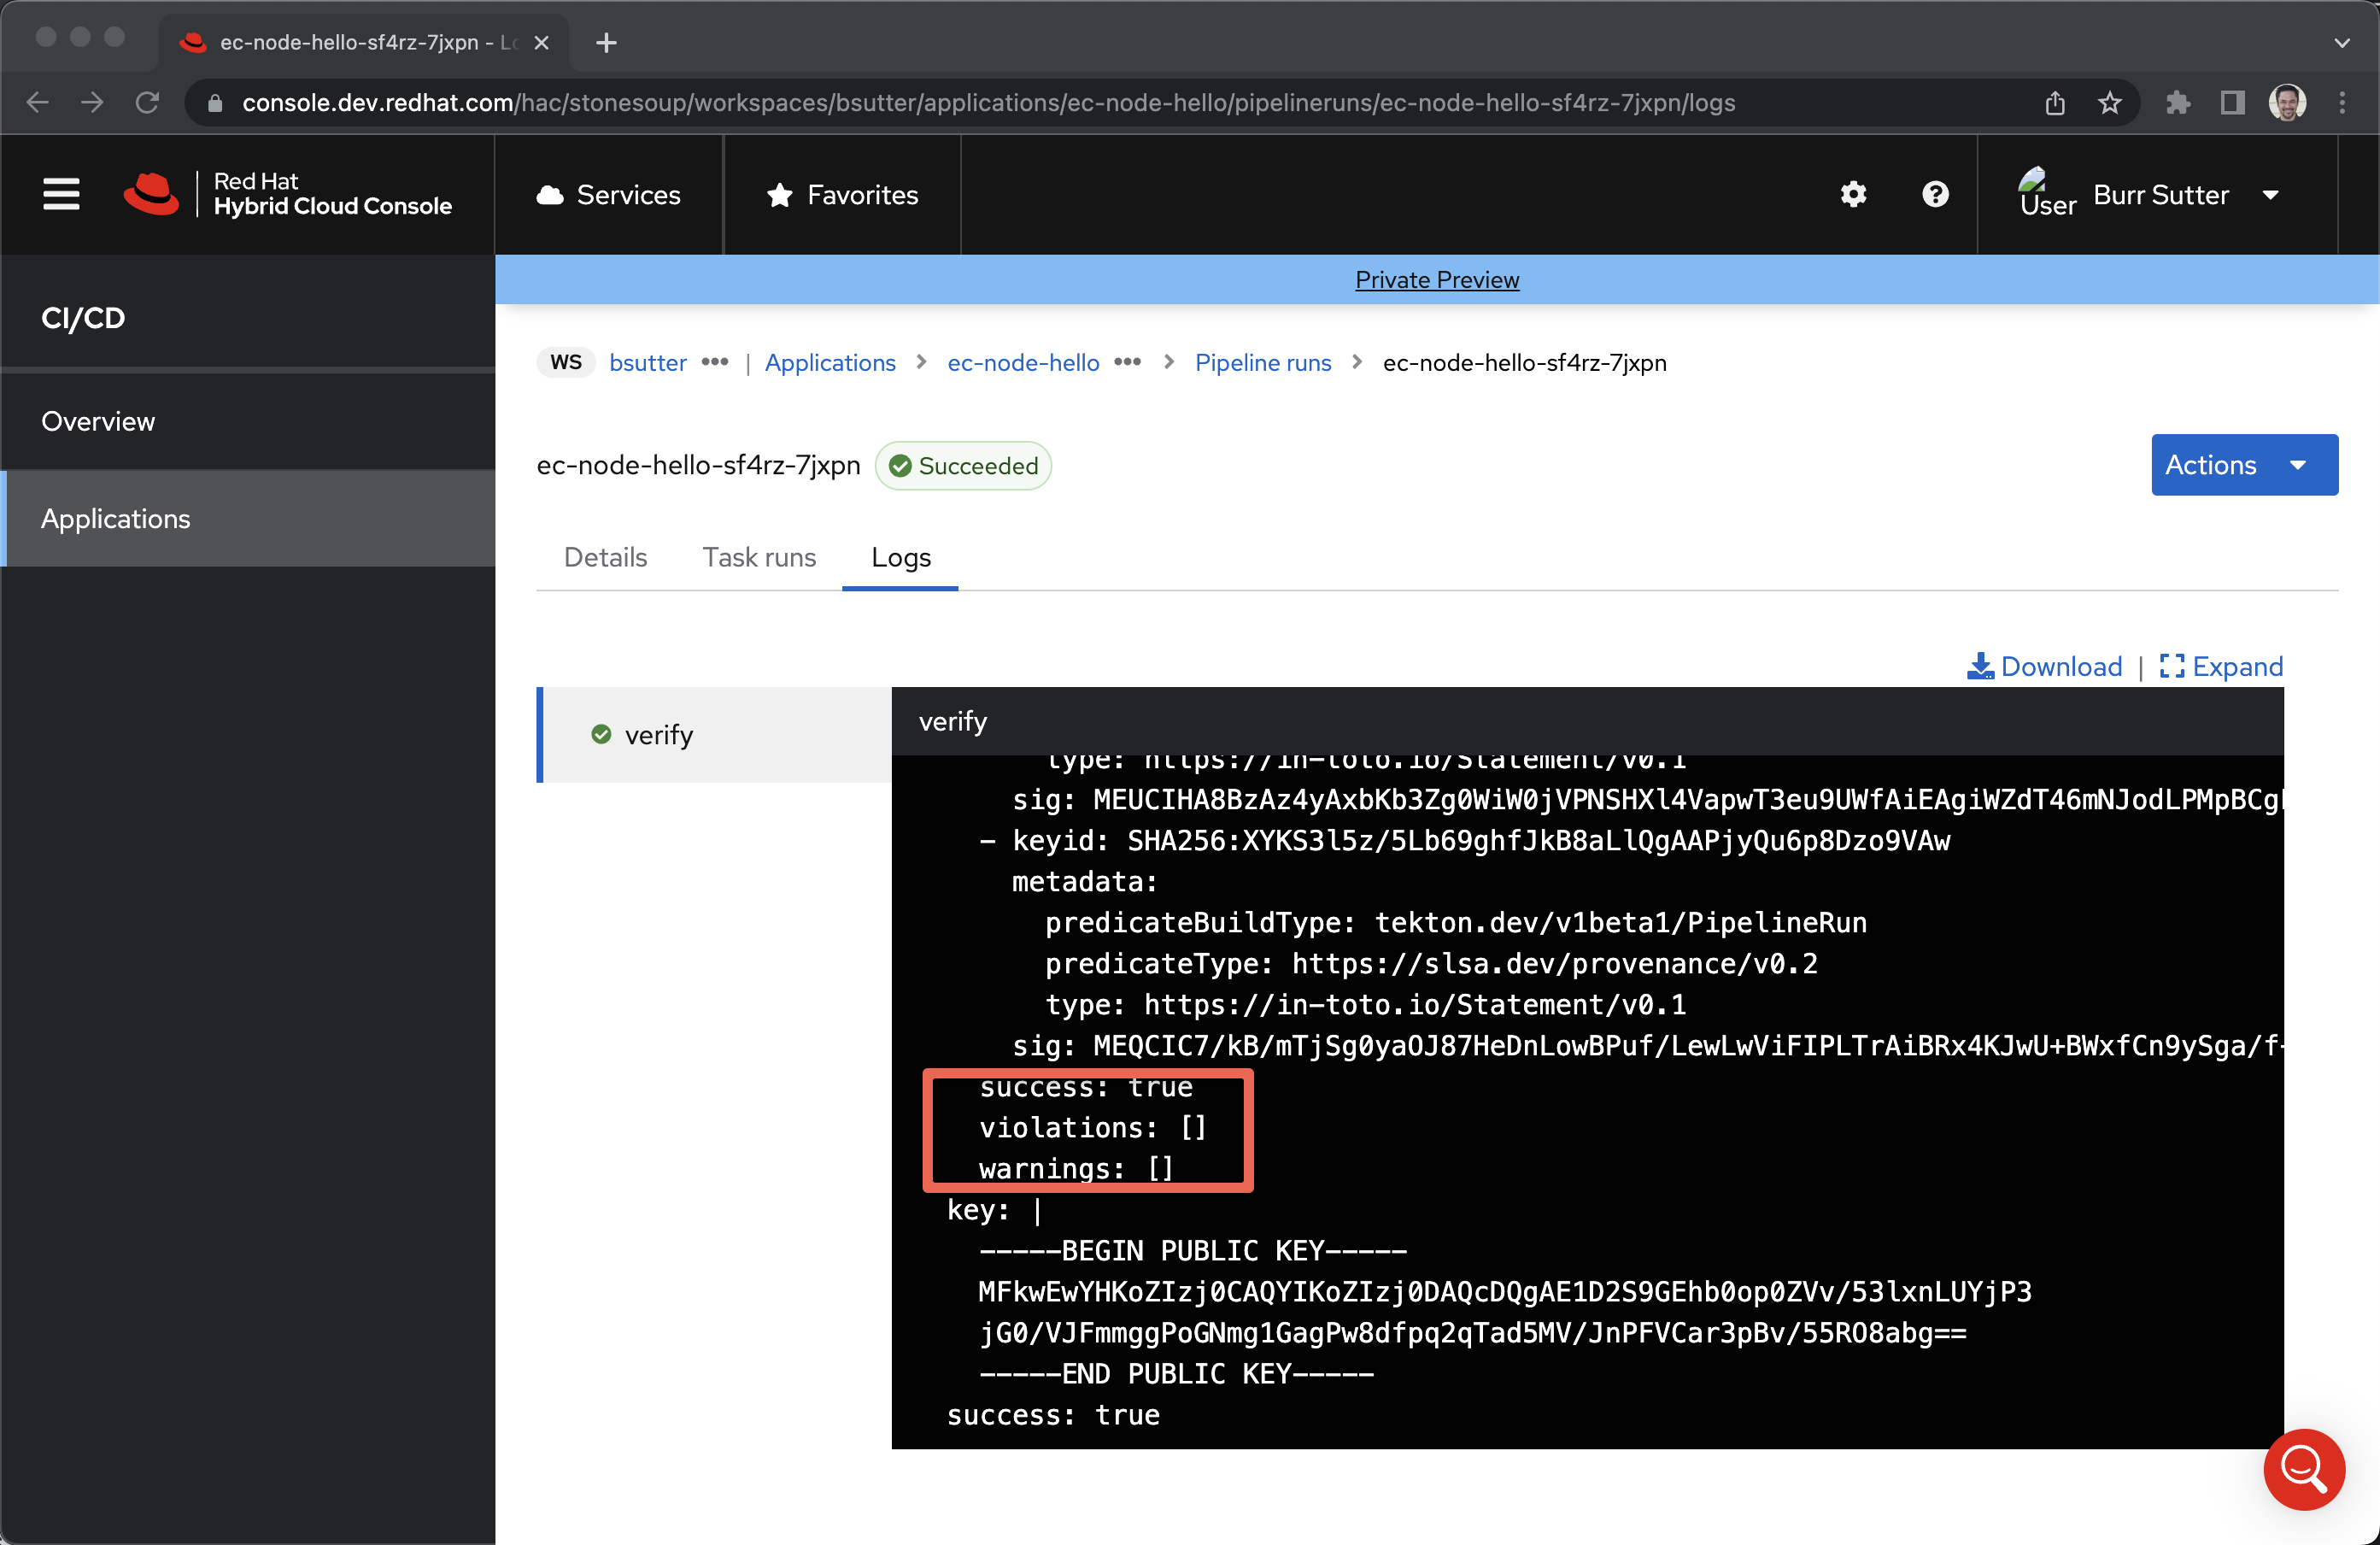 ec-node-hello-sf4rz-7jxpn - Lo
console.dev.redhat.com/hac/stonesoup/workspaces/bsutter/applications/ec-node-hello/pipelineruns/ec-node-hello-sf4rz-7jxpn/logs
Red Hat
Hybrid Cloud Console
Services
Favorites
User
Burr Sutter
Private Preview
CI/CD
Overview
Applications
WS bsutter ••• | Applications > ec-node-hello ••• > Pipeline runs > ec-node-hello-sf4rz-7jxpn
ec-node-hello-sf4rz-7jxpn Succeeded
Actions
Details Task runs Logs
Download | Expand
verify
verify
type: https://in-toto.io/Statement/v0.1
sig: MEUCIHA8BzAz4yAxbKb3Zg0WiW0jVPNSHXl4VapwT3eu9UWfAiEAgiWZdT46mNJodLPMpBCg
- keyid: SHA256:XYKS3l5z/5Lb69ghfJkB8aLlQgAAPjyQu6p8Dzo9VAw
metadata:
predicateBuildType: tekton.dev/v1beta1/PipelineRun
predicateType: https://slsa.dev/provenance/v0.2
type: https://in-toto.io/Statement/v0.1
sig: MEQCIC7/kB/mTjSg0yaOJ87HeDnLowBPuf/LewLwViFIPLTrAiBRx4KJwU+BWxfCn9ySga/f
success: true
violations: []
warnings: []
key: |
-----BEGIN PUBLIC KEY-----
MFkwEwYHKoZIzj0CAQYIKoZIzj0DAQcDQgAE1D2S9GEhb0op0ZVv/53lxnLUYjP3
jG0/VJFmmggPoGNmg1GagPw8dfpq2qTad5MV/JnPFVCar3pBv/55RO8abg==
-----END PUBLIC KEY-----
success: true